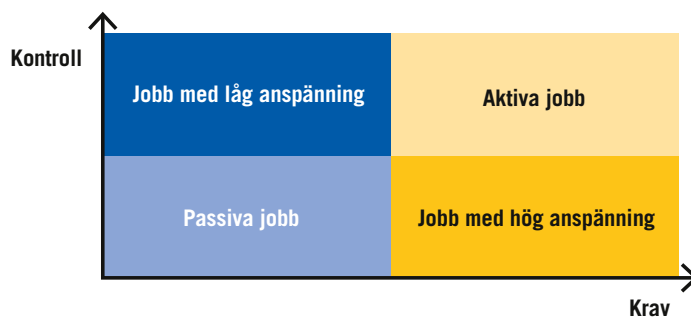 Kontroll
Jobb med låg anspänning
Aktiva jobb
Passiva jobb
Jobb med hög anspänning
Krav